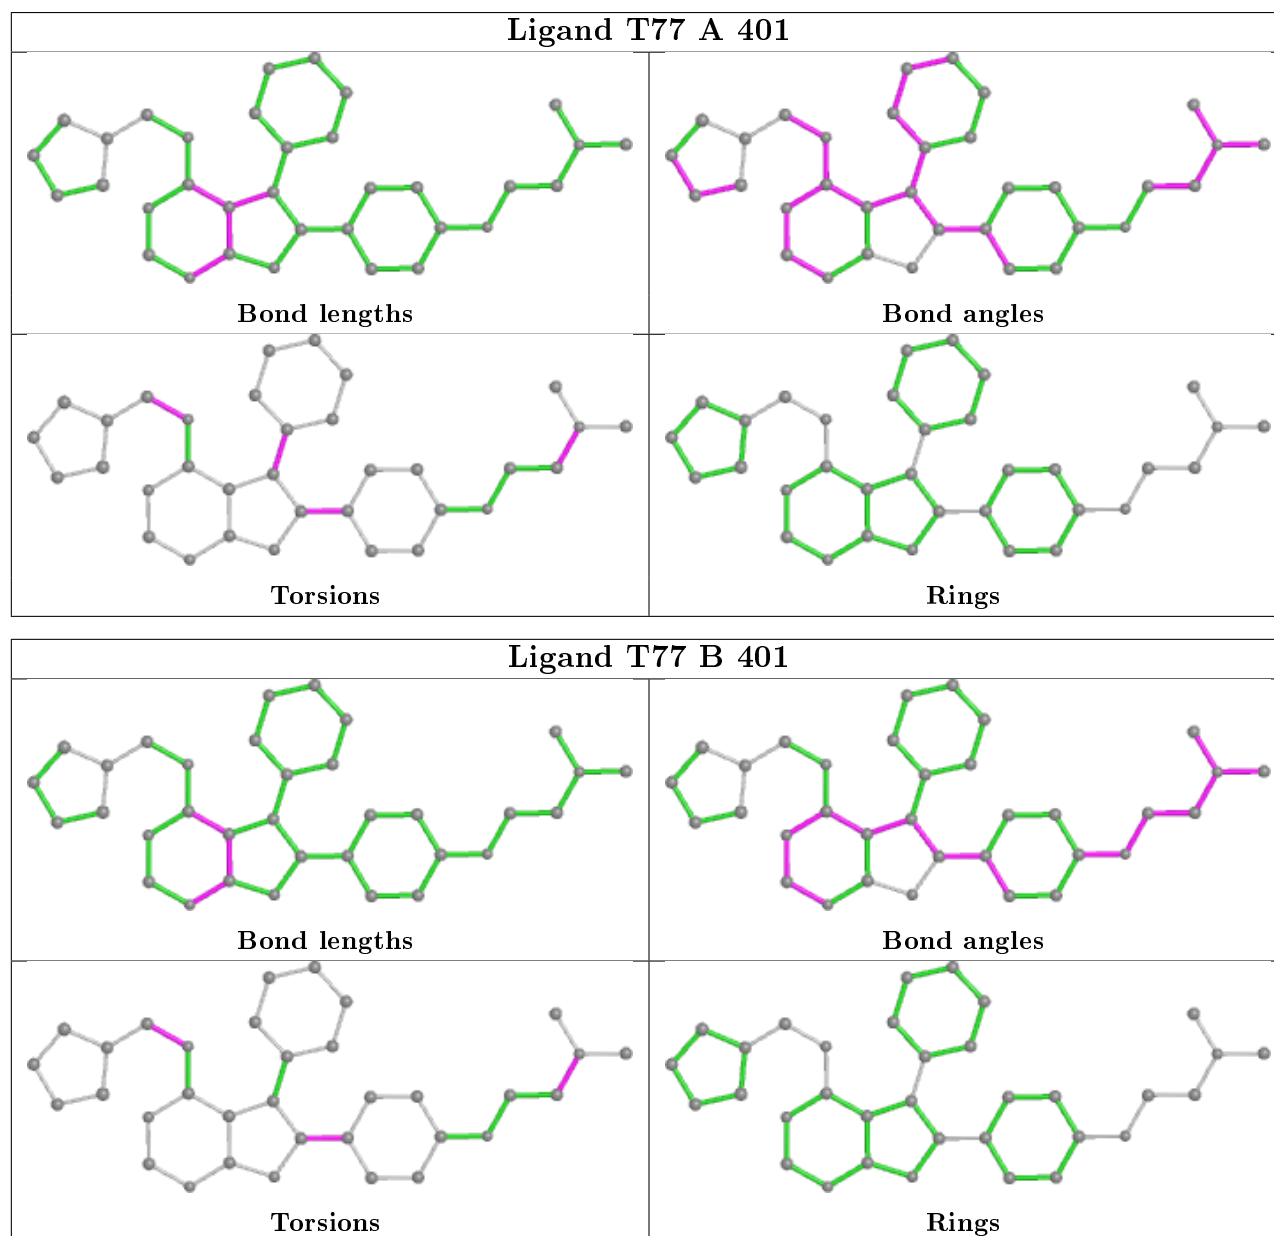 Ligand T77 A 401
Bond lengths
Bond angles
Torsions
Rings
Ligand T77 B 401
Bond lengths
Bond angles
Torsions
Rings